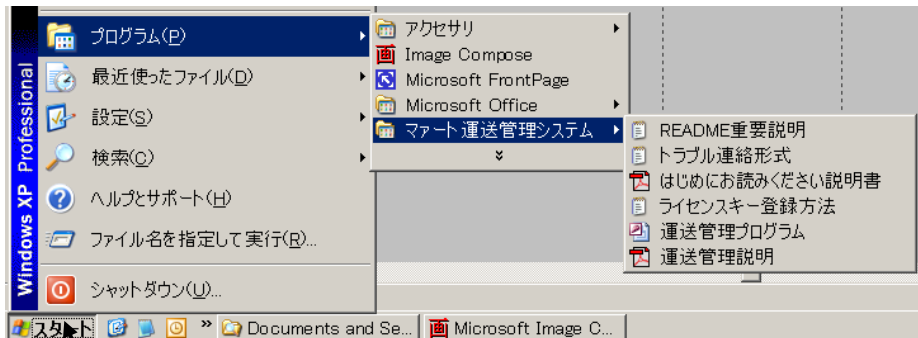 Windows XP Professional
プログラム(P)
最近使ったファイル(D)
設定(S)
検索(C)
ヘルプとサポート(H)
ファイル名を指定して実行(R)...
シャットダウン(U)...
アクセサリ
Image Compose
Microsoft FrontPage
Microsoft Office
マァート運送管理システム
README重要説明
トラブル連絡形式
はじめにお読みください説明書
ライセンスキー登録方法
運送管理プログラム
運送管理説明
スタート
Documents and Se...
Microsoft Image C...